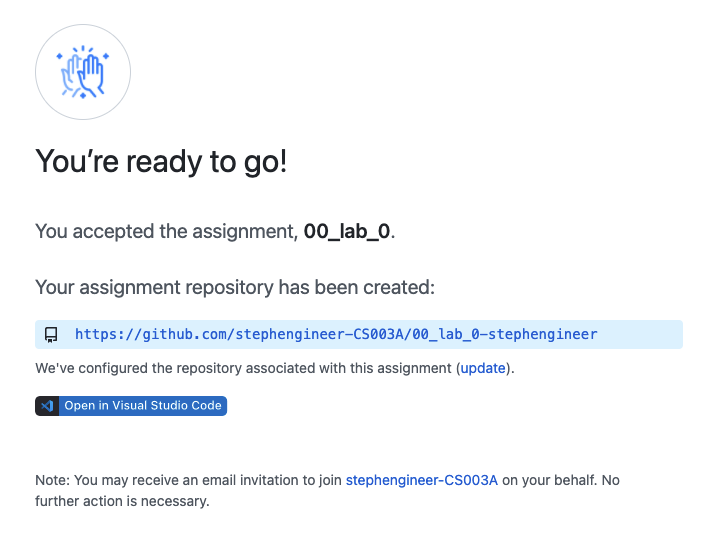 You're ready to go!
You accepted the assignment, 00_lab_0.
Your assignment repository has been created:
https://github.com/stephengineer-CS003A/00_lab_0-stephengineer
We've configured the repository associated with this assignment (update).
Open in Visual Studio Code
Note: You may receive an email invitation to join stephengineer-CS003A on your behalf. No
further action is necessary.